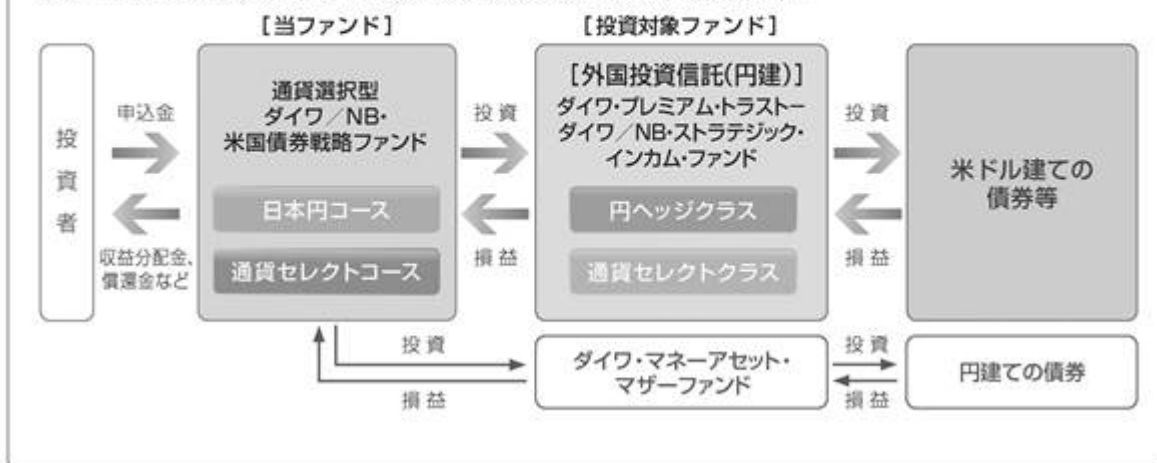 [当ファンド]
[投資対象ファンド]
投資者
申込金
収益分配金、
償還金など
通貨選択型
ダイワ／NB・
米国債券戦略ファンド
日本円コース
通貨セレクトコース
投資
損益
[外国投資信託(円建)]
ダイワ・プレミアム・トラストー
ダイワ／NB・ストラテジック・
インカム・ファンド
円ヘッジクラス
通貨セレクトクラス
投資
損益
米ドル建ての
債券等
投資
損益
ダイワ・マネーアセット・
マザーファンド
投資
損益
円建ての債券